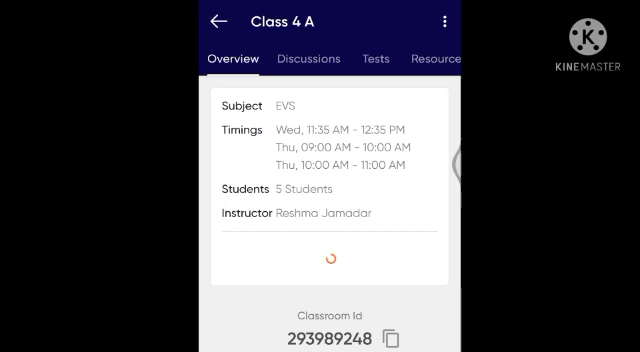 Class 4 A
Overview Discussions Tests Resource
Subject EVS
Timings Wed, 11:35 AM - 12:35 PM
Thu, 09:00 AM - 10:00 AM
Thu, 10:00 AM - 11:00 AM
Students 5 Students
Instructor Reshma Jamadar
Classroom Id
293989248
K
KINEMASTER